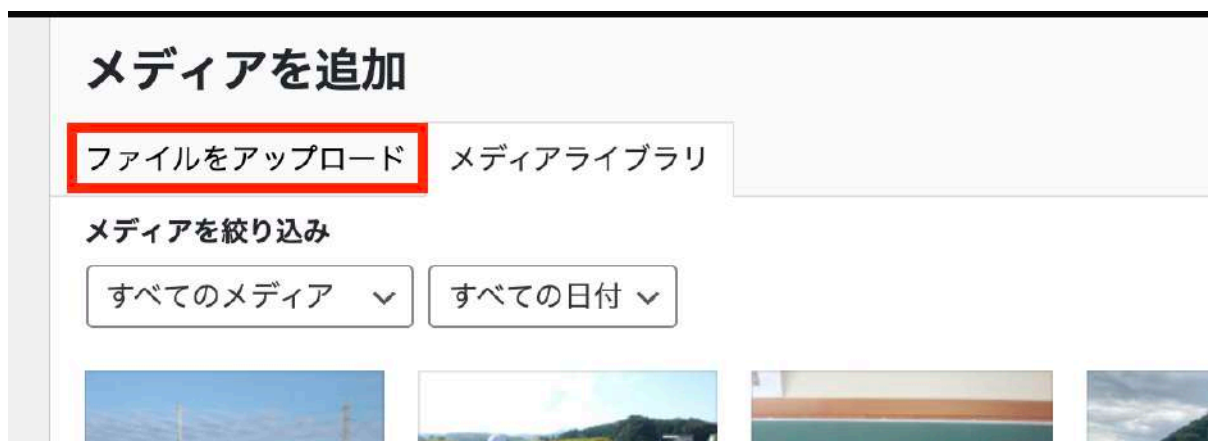 メディアを追加
ファイルをアップロード メディアライブラリ
メディアを絞り込み
すべてのメディア すべての日付